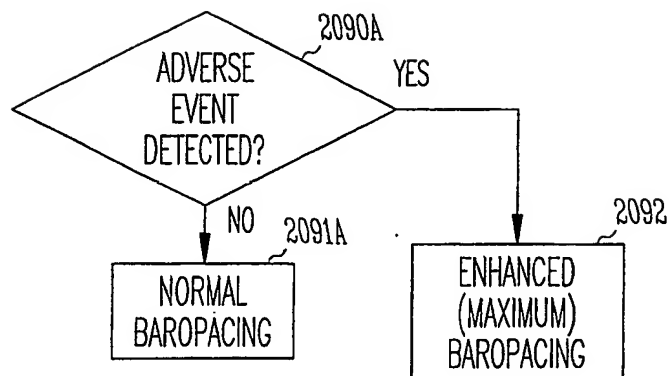 2090A
ADVERSE
EVENT
DETECTED?
YES
NO
2091A
NORMAL
BAROPACING
2092
ENHANCED
(MAXIMUM)
BAROPACING